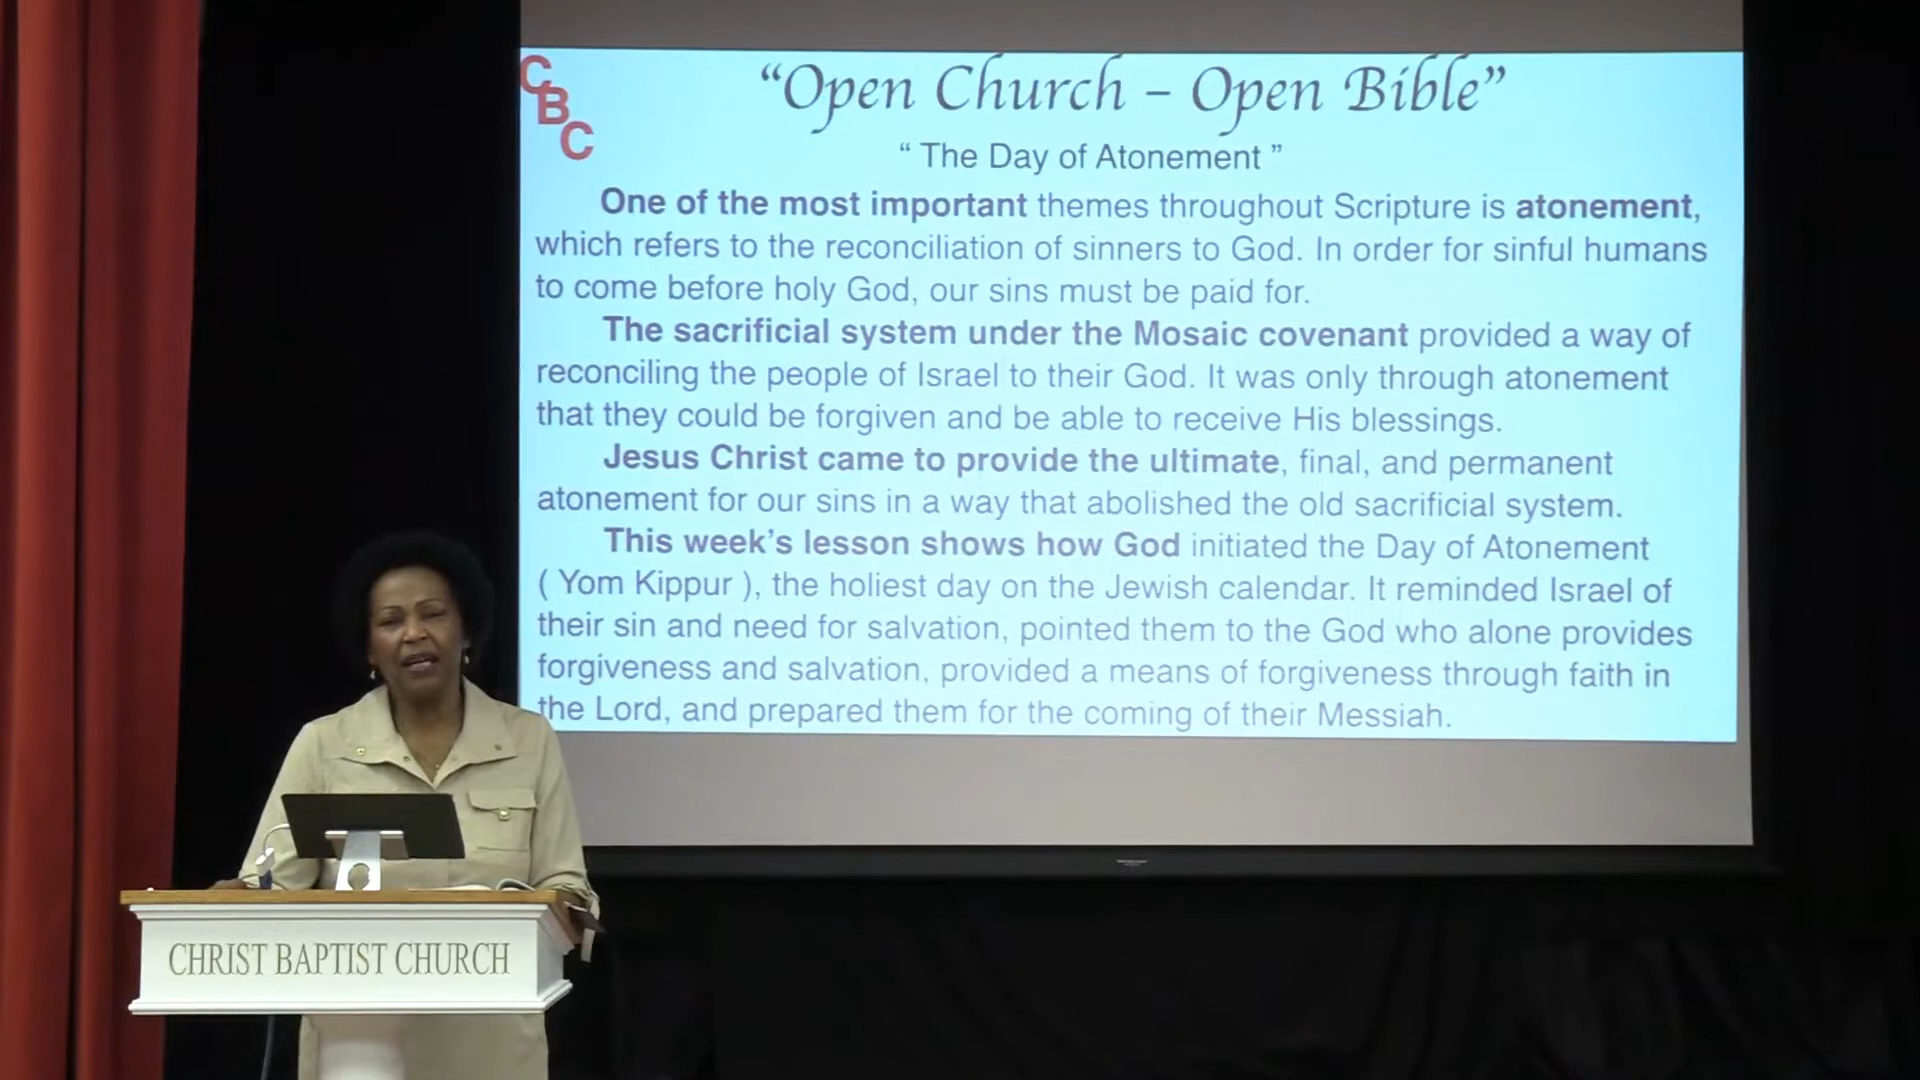 CBC
“Open Church – Open Bible”
“ The Day of Atonement ”
One of the most important themes throughout Scripture is atonement,
which refers to the reconciliation of sinners to God. In order for sinful humans
to come before holy God, our sins must be paid for.
The sacrificial system under the Mosaic covenant provided a way of
reconciling the people of Israel to their God. It was only through atonement
that they could be forgiven and be able to receive His blessings.
Jesus Christ came to provide the ultimate, final, and permanent
atonement for our sins in a way that abolished the old sacrificial system.
This week’s lesson shows how God initiated the Day of Atonement
( Yom Kippur ), the holiest day on the Jewish calendar. It reminded Israel of
their sin and need for salvation, pointed them to the God who alone provides
forgiveness and salvation, provided a means of forgiveness through faith in
the Lord, and prepared them for the coming of their Messiah.
CHRIST BAPTIST CHURCH